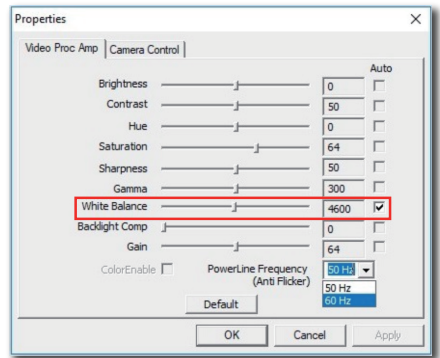 Properties
Video Proc Amp Camera Control
Auto
Brightness 0
Contrast 50
Hue 0
Saturation 64
Sharpness 50
Gamma 300
White Balance 4600
Backlight Comp 0
Gain 64
ColorEnable PowerLine Frequency 50 Hz
(Anti Flicker)
50 Hz
60 Hz
Default
OK Cancel Apply